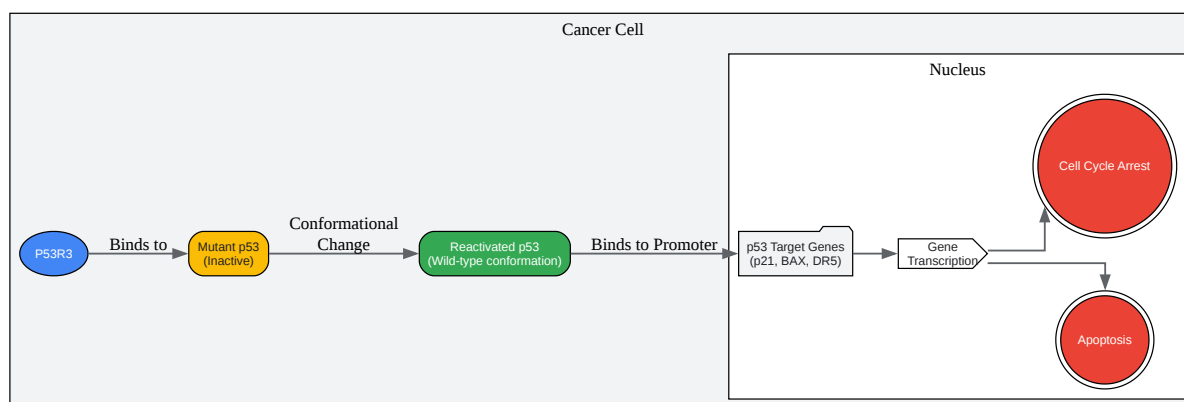 Cancer Cell
Nucleus
Cell Cycle Arrest
P53R3
Binds to
Mutant p53
(Inactive)
Conformational
Change
Reactivated p53
(Wild-type conformation)
Binds to Promoter
p53 Target Genes
(p21, BAX, DR5)
Gene
Transcription
Apoptosis